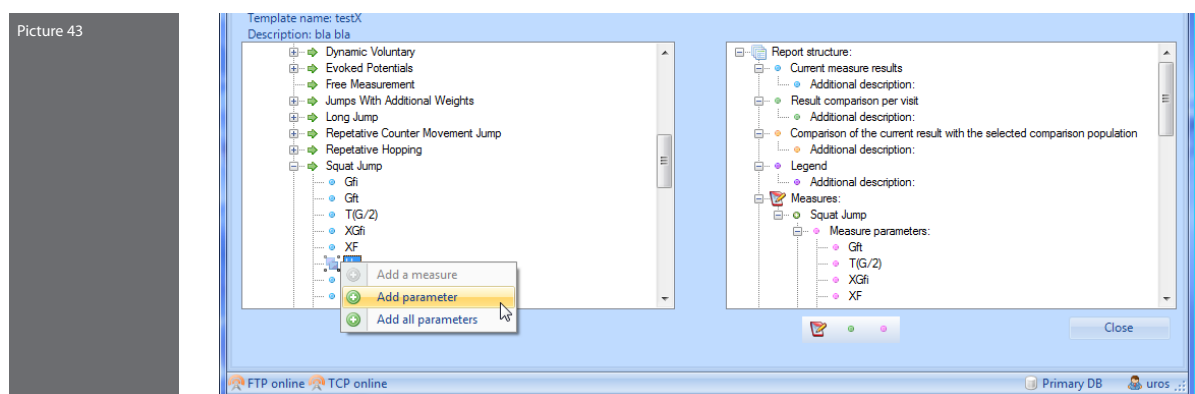 Picture 43
Template name: testX
Description: bla bla
Dynamic Voluntary
Evoked Potentials
Free Measurement
Jumps With Additional Weights
Long Jump
Repetative Counter Movement Jump
Repetative Hopping
Squat Jump
Gfi
Gft
T(G/2)
XGfi
XF
Add a measure
Add parameter
Add all parameters
Report structure:
Current measure results
Additional description:
Result comparison per visit
Additional description:
Comparison of the current result with the selected comparison population
Additional description:
Legend
Additional description:
Measures:
Squat Jump
Measure parameters:
Gft
T(G/2)
XGfi
XF
Close
FTP online TCP online
Primary DB uros